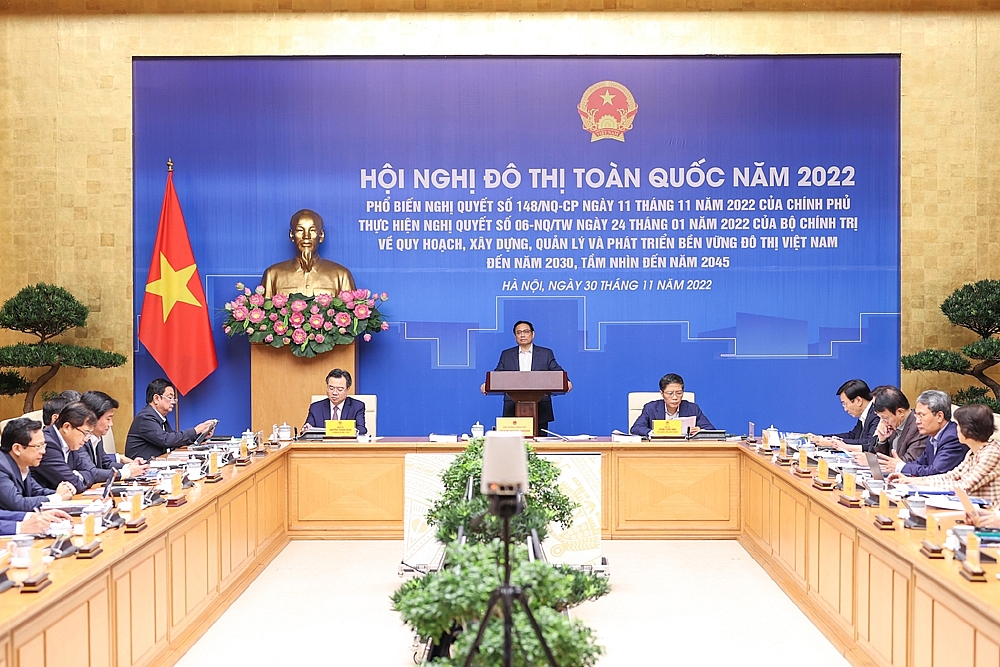 VIỆT NAM
HỘI NGHỊ ĐÔ THỊ TOÀN QUỐC NĂM 2022
PHỔ BIẾN NGHỊ QUYẾT SỐ 148/NQ-CP NGÀY 11 THÁNG 11 NĂM 2022 CỦA CHÍNH PHỦ
THỰC HIỆN NGHỊ QUYẾT SỐ 06-NQ/TW NGÀY 24 THÁNG 01 NĂM 2022 CỦA BỘ CHÍNH TRỊ
VỀ QUY HOẠCH, XÂY DỰNG, QUẢN LÝ VÀ PHÁT TRIỂN BỀN VỮNG ĐÔ THỊ VIỆT NAM
ĐẾN NĂM 2030, TẦM NHÌN ĐẾN NĂM 2045
HÀ NỘI, NGÀY 30 THÁNG 11 NĂM 2022